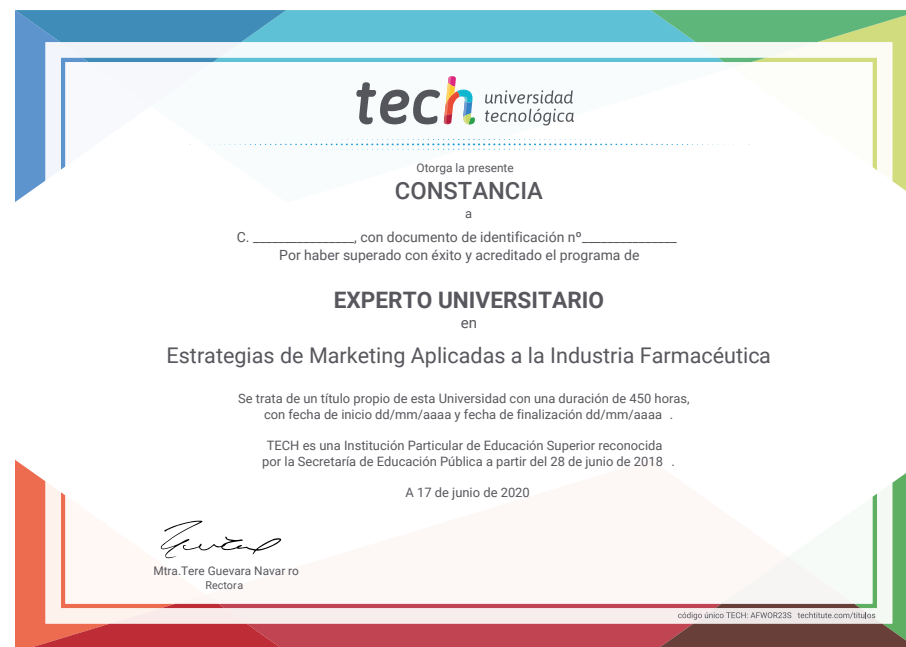 tech universidad
tecnológica
Otorga la presente
CONSTANCIA
a
C. ________________, con documento de identificación nº_______________
Por haber superado con éxito y acreditado el programa de
EXPERTO UNIVERSITARIO
en
Estrategias de Marketing Aplicadas a la Industria Farmacéutica
Se trata de un título propio de esta Universidad con una duración de 450 horas,
con fecha de inicio dd/mm/aaaa y fecha de finalización dd/mm/aaaa .
TECH es una Institución Particular de Educación Superior reconocida
por la Secretaría de Educación Pública a partir del 28 de junio de 2018 .
A 17 de junio de 2020
Mtra.Tere Guevara Navar ro
Rectora
código único TECH: AFWOR23S techtitute.com/titulos